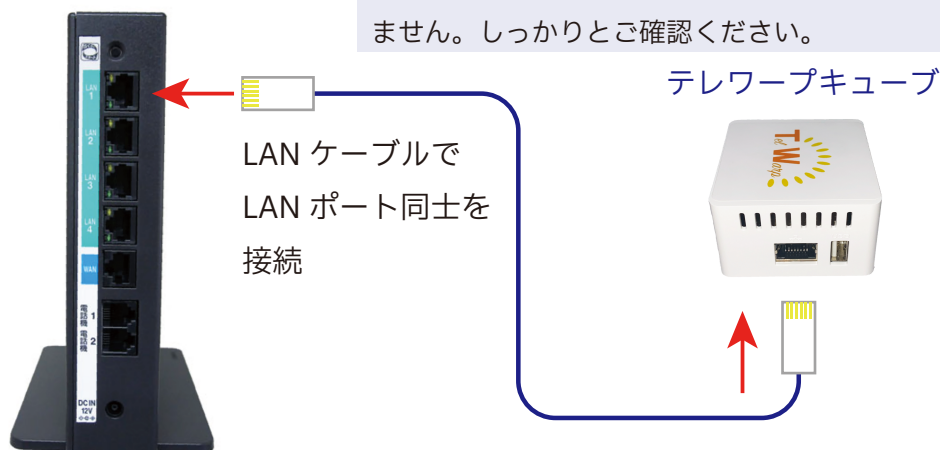 ません。しっかりとご確認ください。
テレワープキューブ
LAN
1
LAN
2
LAN
3
LAN
4
WAN
電話機 1
電話機 2
DC IN
12V
LAN ケーブルで
LAN ポート同士を
接続
Tel Warp